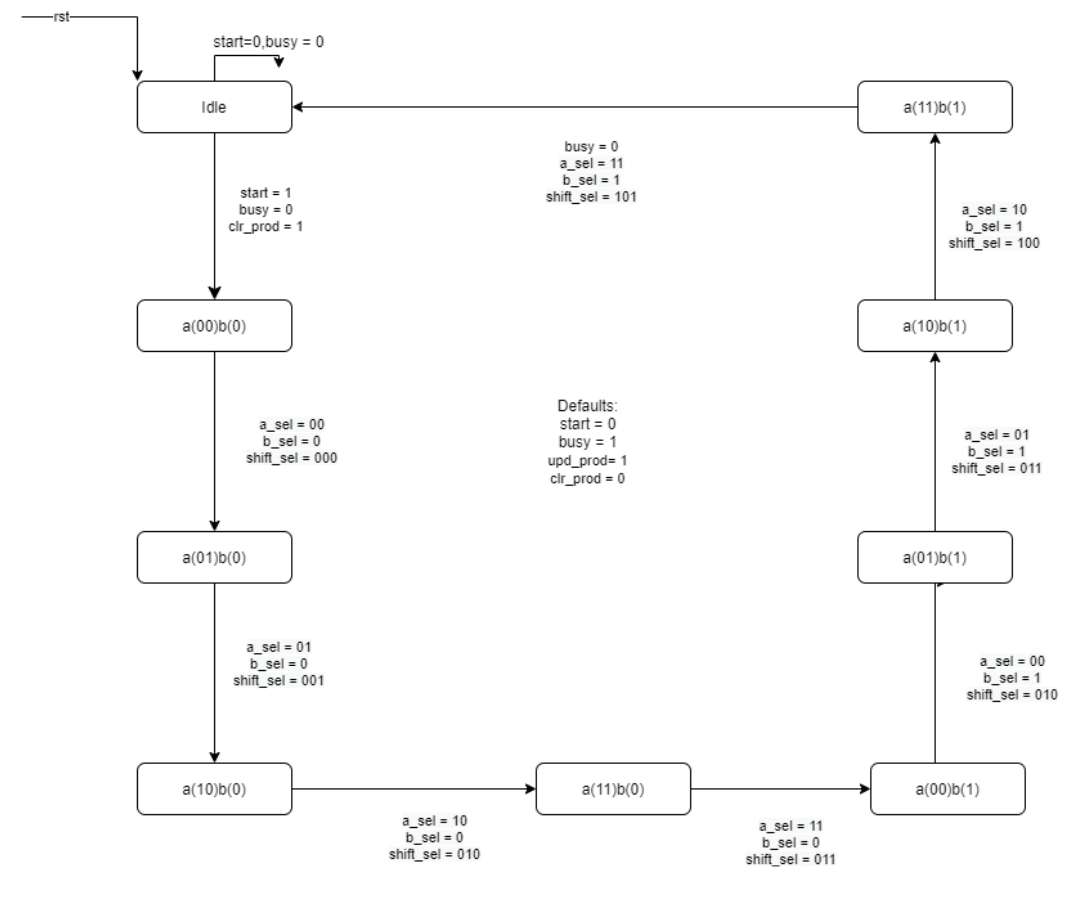 rst
start=0,busy = 0
Idle
a(11)b(1)
busy = 0
a_sel = 11
b_sel = 1
shift_sel = 101
start = 1
busy = 0
clr_prod = 1
a_sel = 10
b_sel = 1
shift_sel = 100
a(00)b(0)
a(10)b(1)
Defaults:
start = 0
busy = 1
upd_prod= 1
clr_prod = 0
a_sel = 00
b_sel = 0
shift_sel = 000
a_sel = 01
b_sel = 1
shift_sel = 011
a(01)b(0)
a(01)b(1)
a_sel = 01
b_sel = 0
shift_sel = 001
a_sel = 00
b_sel = 1
shift_sel = 010
a(10)b(0)
a(11)b(0)
a(00)b(1)
a_sel = 10
b_sel = 0
shift_sel = 010
a_sel = 11
b_sel = 0
shift_sel = 011